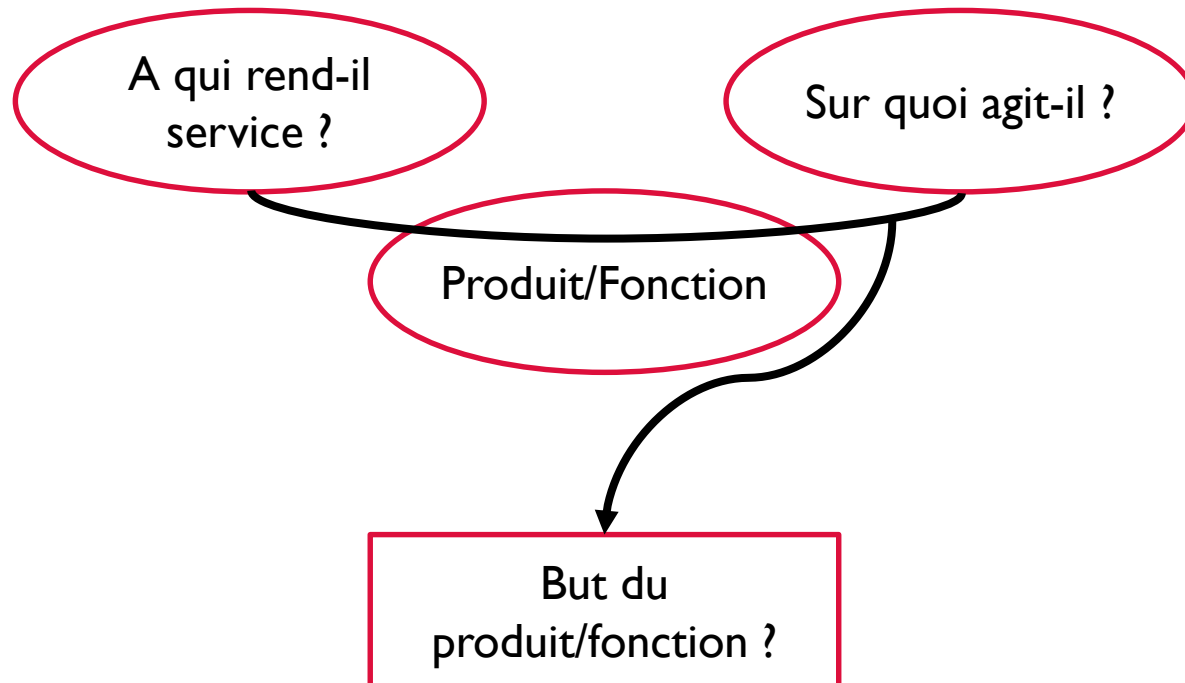 A qui rend-il
service ?
Sur quoi agit-il ?
Produit/Fonction
But du
produit/fonction ?